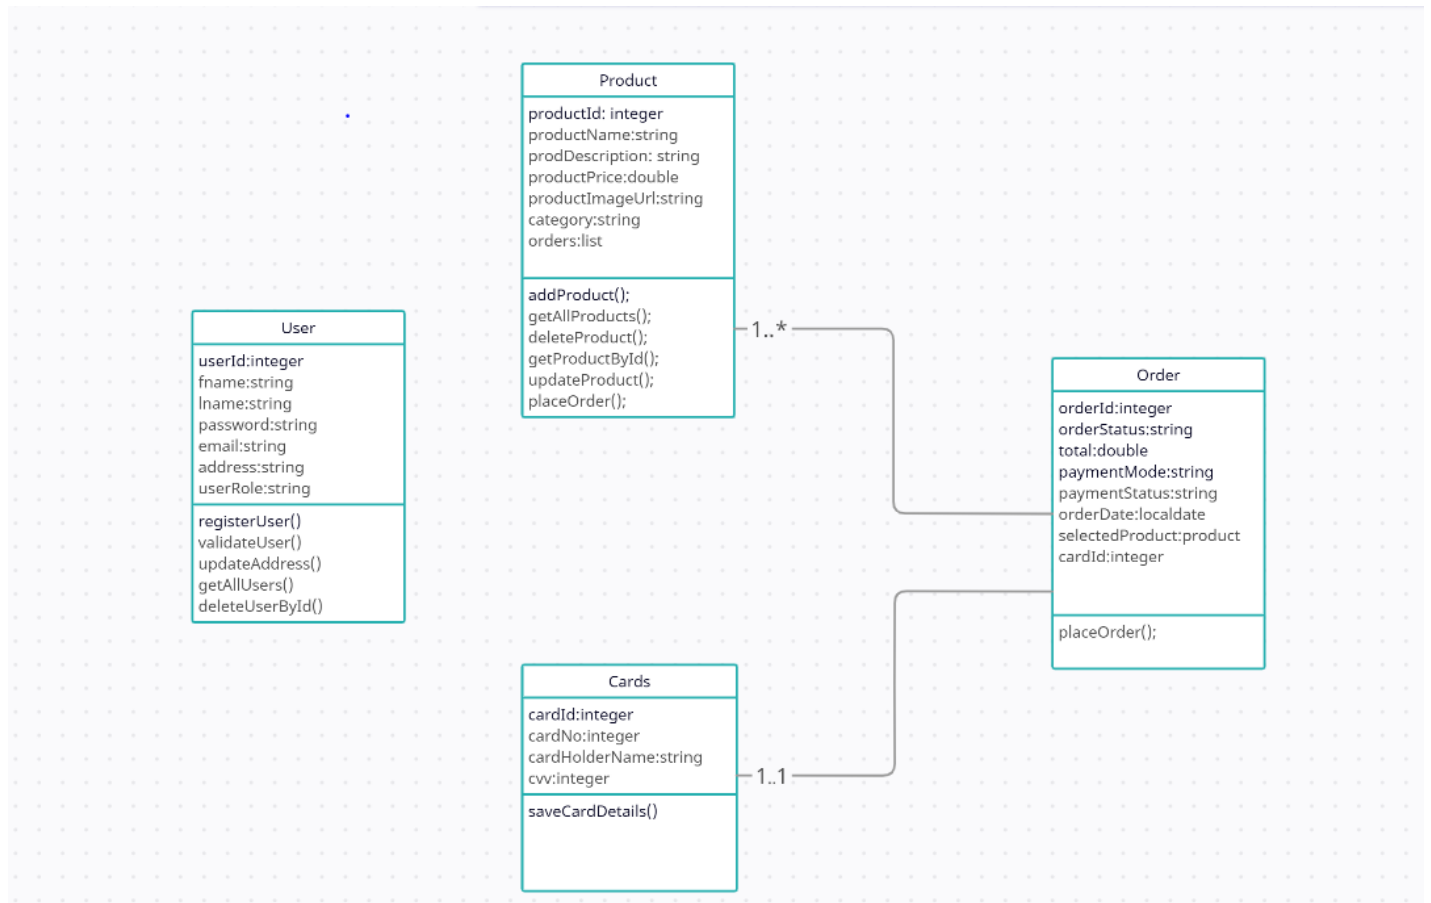 Product
productId: integer
productName:string
prodDescription: string
productPrice:double
productImageUrl:string
category:string
orders:list
addProduct();
getAllProducts();
deleteProduct();
getProductById();
updateProduct();
placeOrder();
1..*
User
userId:integer
fname:string
lname:string
password:string
email:string
address:string
userRole:string
registerUser()
validateUser()
updateAddress()
getAllUsers()
deleteUserById()
Order
orderId:integer
orderStatus:string
total:double
paymentMode:string
paymentStatus:string
orderDate:localdate
selectedProduct:product
cardId:integer
placeOrder();
Cards
cardId:integer
cardNo:integer
cardHolderName:string
cvv:integer
saveCardDetails()
1..1